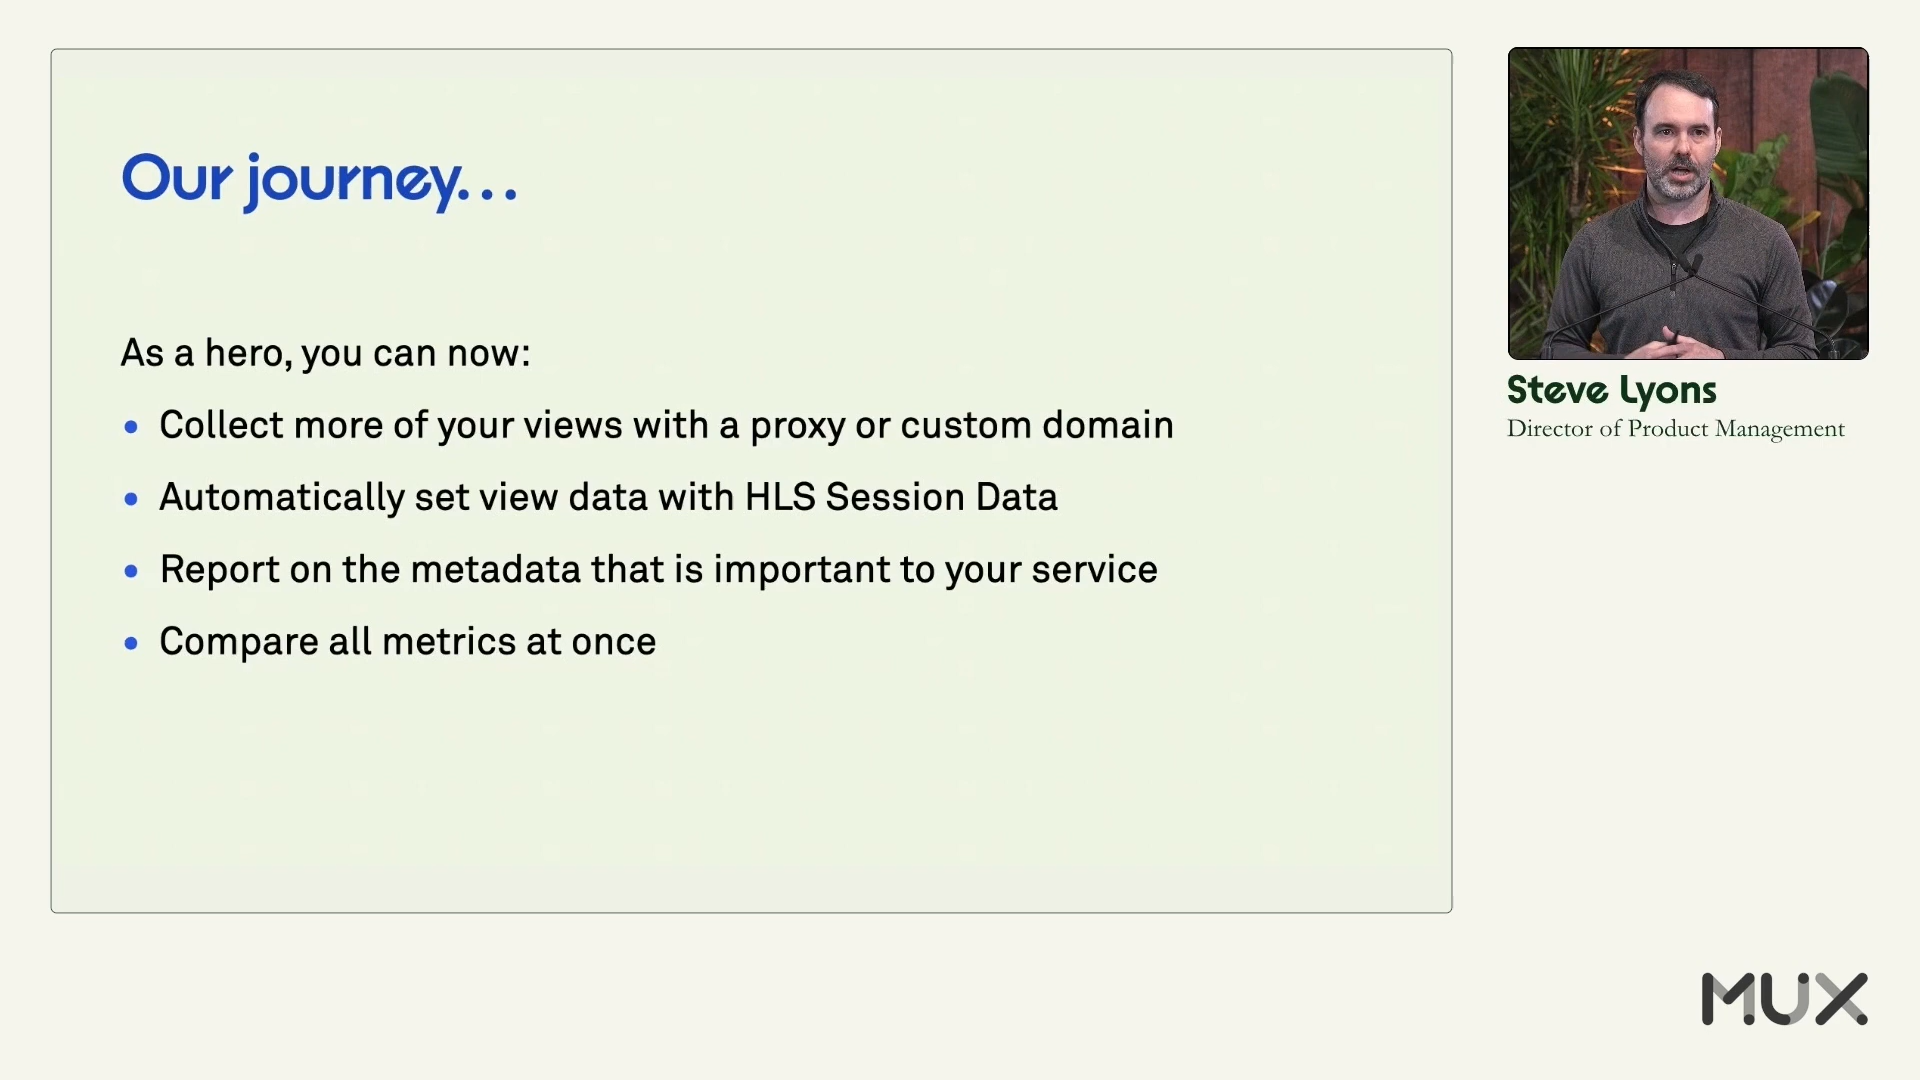 Our journey...
As a hero, you can now:
• Collect more of your views with a proxy or custom domain
• Automatically set view data with HLS Session Data
• Report on the metadata that is important to your service
• Compare all metrics at once
Steve Lyons
Director of Product Management
MUX